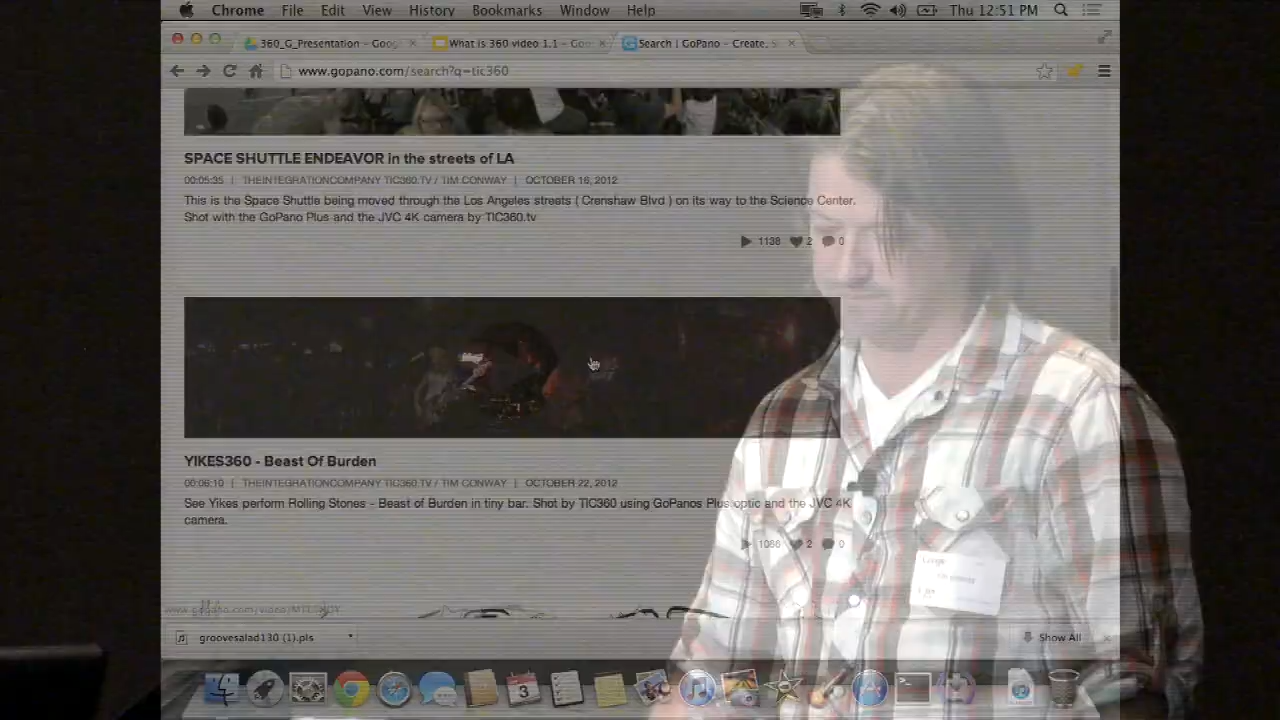 Chrome File Edit View History Bookmarks Window Help Thu 12:51 PM
360_G_Presentation – Goog What is 360 video 1.1 – Goo Search | GoPano – Create, S
www.gopano.com/search?q=tic360
SPACE SHUTTLE ENDEAVOR in the streets of LA
00:05:35 | THEINTEGRATIONCOMPANY TIC360.TV / TIM CONWAY | OCTOBER 16, 2012
This is the Space Shuttle being moved through the Los Angeles streets ( Crenshaw Blvd ) on its way to the Science Center.
Shot with the GoPano Plus and the JVC 4K camera by TIC360.tv
1138 2 0
YIKES360 - Beast Of Burden
00:06:10 | THEINTEGRATIONCOMPANY TIC360.TV / TIM CONWAY | OCTOBER 22, 2012
See Yikes perform Rolling Stones - Beast of Burden in tiny bar. Shot by TIC360 using GoPanos Plus optic and the JVC 4K
camera.
1086 2 0
Google
groovesalad130 (1).pls Show All
3